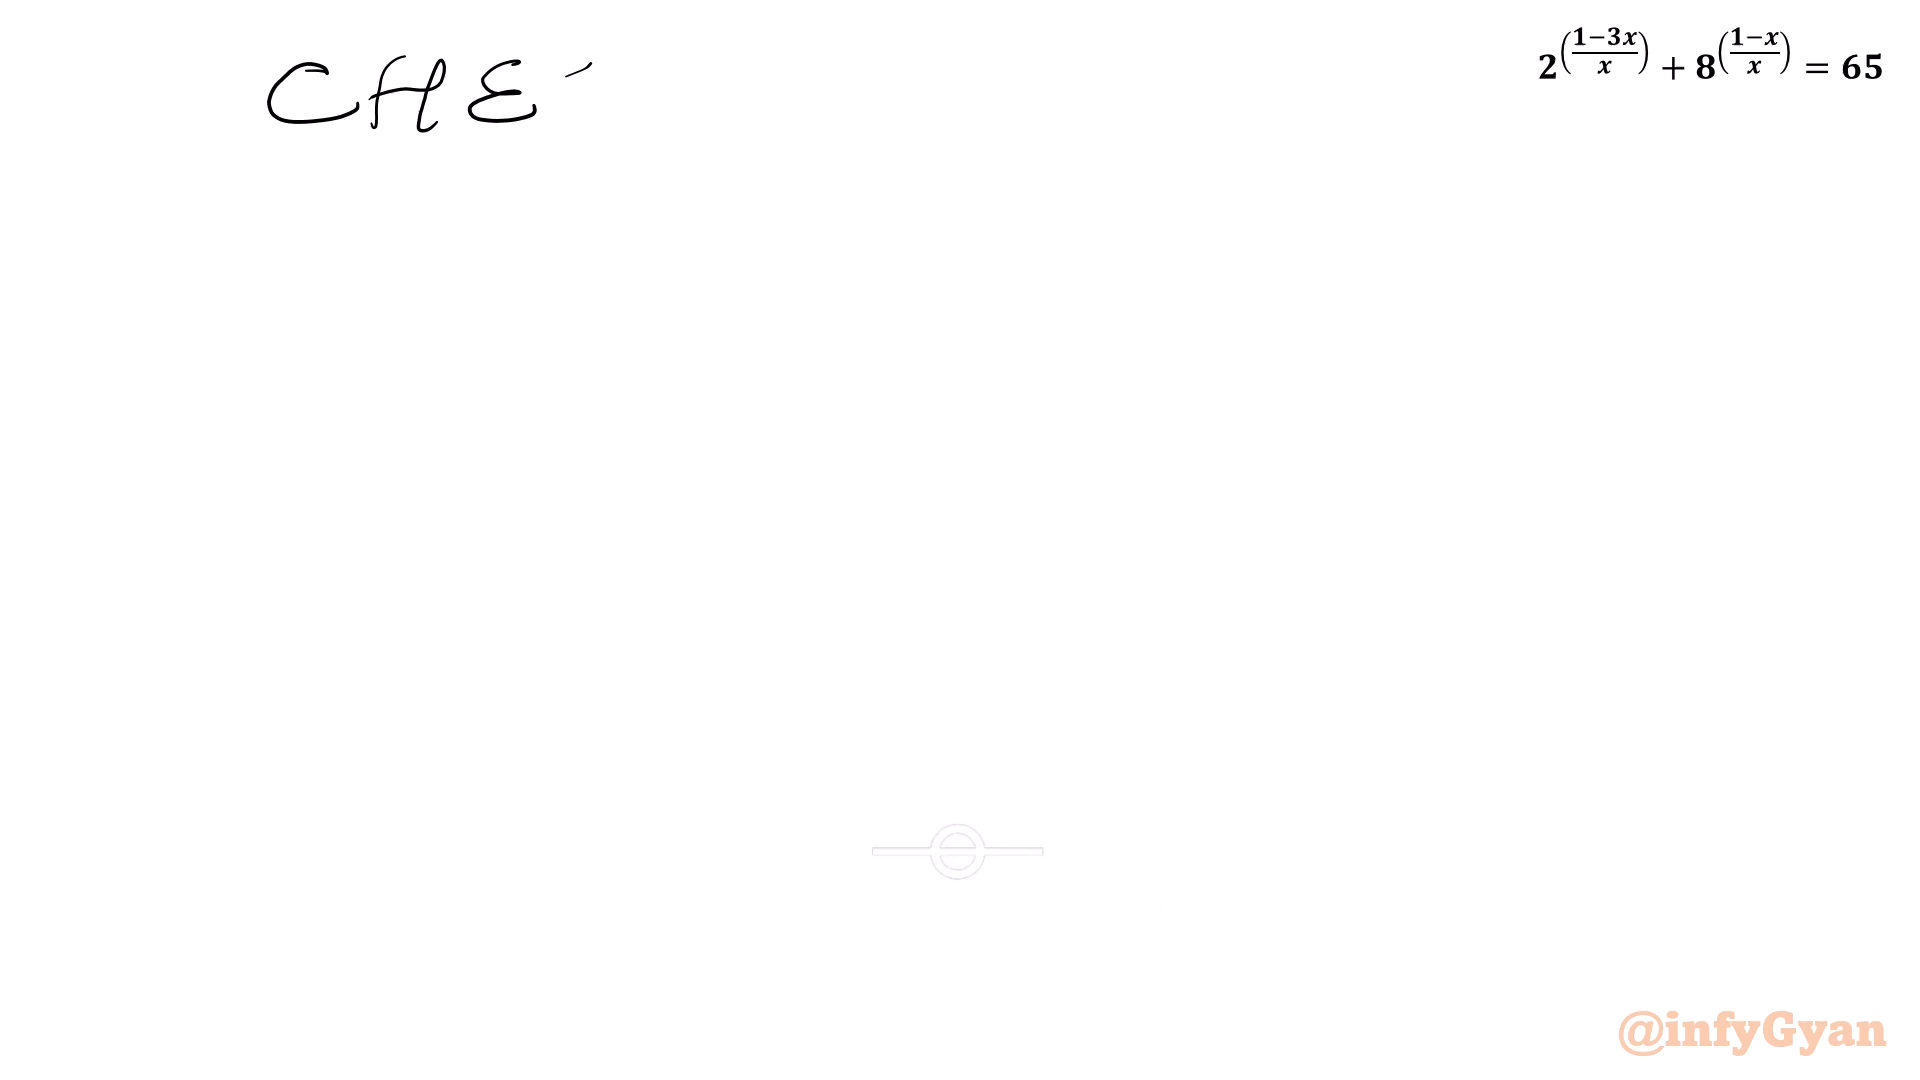 CHE
2^((1-3x)/x) + 8^((1-x)/x) = 65
@infyGyan